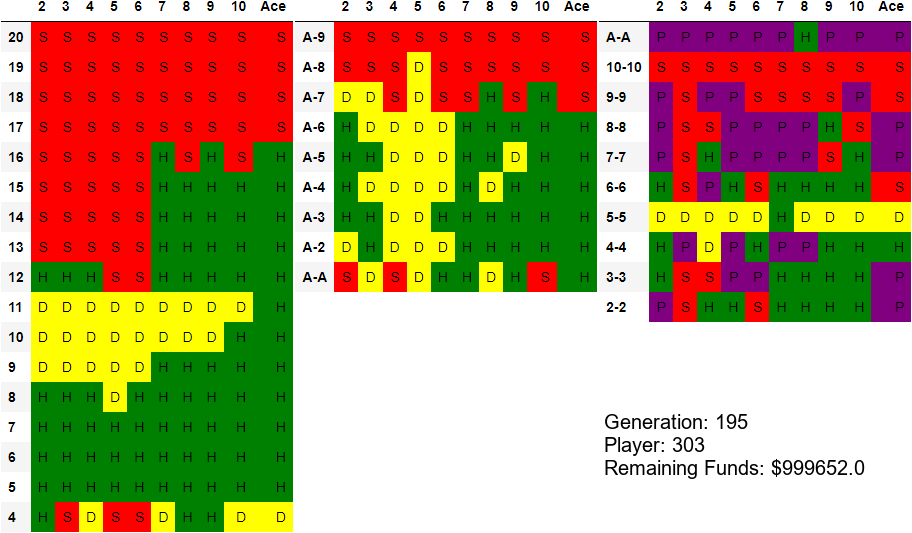 2 3 4 5 6 7 8 9 10 Ace 2 3 4 5 6 7 8 9 10 Ace 2 3 4 5 6 7 8 9 10 Ace
20 S S S S S S S S S S A-9 S S S S S S S S S S A-A P P P P P P H P P P
19 S S S S S S S S S S A-8 S S S D S S S S S S 10-10 S S S S S S S S S S
18 S S S S S S S S S S A-7 D D S D S S H S H S 9-9 P S P P S S S S P S
17 S S S S S S S S S S A-6 H D D D D H H H H H 8-8 P S S P P P P H S P
16 S S S S S H S H S H A-5 H H D D D H H D H H 7-7 P S H P P P P S H P
15 S S S S S H H H H H A-4 H D D D D H D H H H 6-6 H S P H S H H H H S
14 S S S S S H H H H H A-3 H H D D H H H H H H 5-5 D D D D D H D D D D
13 S S S S S H H H H H A-2 D H D D D H H H H H 4-4 H P D P H P P H H H
12 H H H S S H H H H H A-A S D S D H H D H S H 3-3 H S S P P H H H H P
11 D D D D D D D D D H 2-2 P S H H S H H H H P
10 D D D D D D D D H H
9 D D D D D H H H H H
8 H H H D H H H H H H
7 H H H H H H H H H H
6 H H H H H H H H H H
5 H H H H H H H H H H
4 H S D S S D H H D D
Generation: 195
Player: 303
Remaining Funds: $999652.0